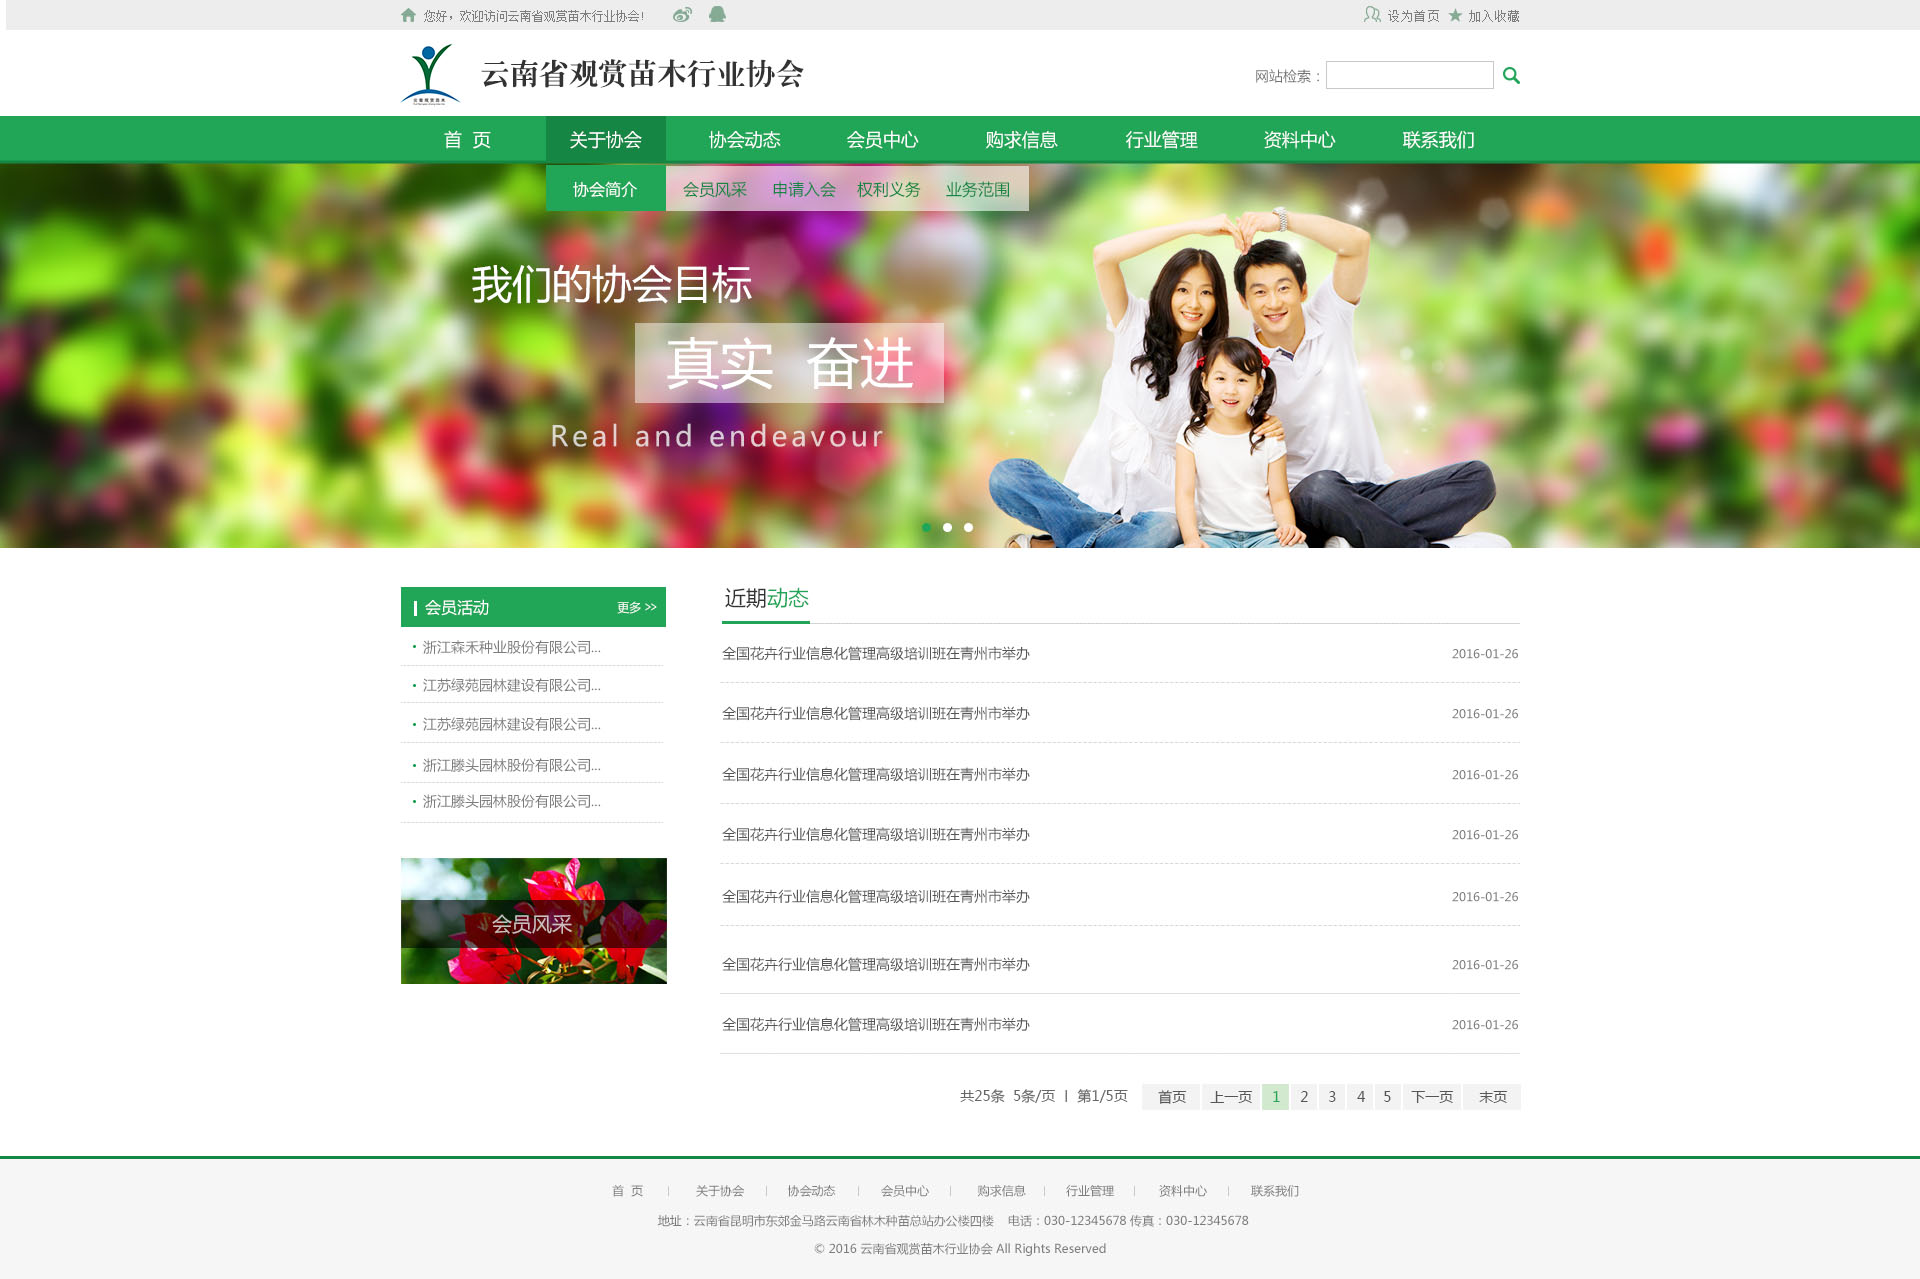 您好，欢迎访问云南省观赏苗木行业协会!
设为首页 加入收藏
云南省观赏苗木行业协会
网站检索：
首 页 关于协会 协会动态 会员中心 购求信息 行业管理 资料中心 联系我们
协会简介 会员风采 申请入会 权利义务 业务范围
我们的协会目标
真实 奋进
Real and endeavour
会员活动 更多 >>
浙江森禾种业股份有限公司...
江苏绿苑园林建设有限公司...
江苏绿苑园林建设有限公司...
浙江滕头园林股份有限公司...
浙江滕头园林股份有限公司...
会员风采
近期动态
全国花卉行业信息化管理高级培训班在青州市举办 2016-01-26
全国花卉行业信息化管理高级培训班在青州市举办 2016-01-26
全国花卉行业信息化管理高级培训班在青州市举办 2016-01-26
全国花卉行业信息化管理高级培训班在青州市举办 2016-01-26
全国花卉行业信息化管理高级培训班在青州市举办 2016-01-26
全国花卉行业信息化管理高级培训班在青州市举办 2016-01-26
全国花卉行业信息化管理高级培训班在青州市举办 2016-01-26
共25条 5条/页 | 第1/5页 首页 上一页 1 2 3 4 5 下一页 末页
首 页 | 关于协会 | 协会动态 | 会员中心 | 购求信息 | 行业管理 | 资料中心 | 联系我们
地址：云南省昆明市东郊金马路云南省林木种苗总站办公楼四楼 电话：030-12345678 传真：030-12345678
© 2016 云南省观赏苗木行业协会 All Rights Reserved